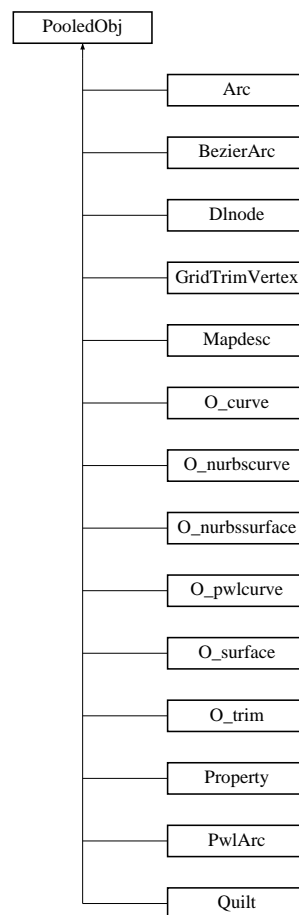 PooledObj
Arc
BezierArc
Dlnode
GridTrimVertex
Mapdesc
O_curve
O_nurbscurve
O_nurbssurface
O_pwlcurve
O_surface
O_trim
Property
PwlArc
Quilt